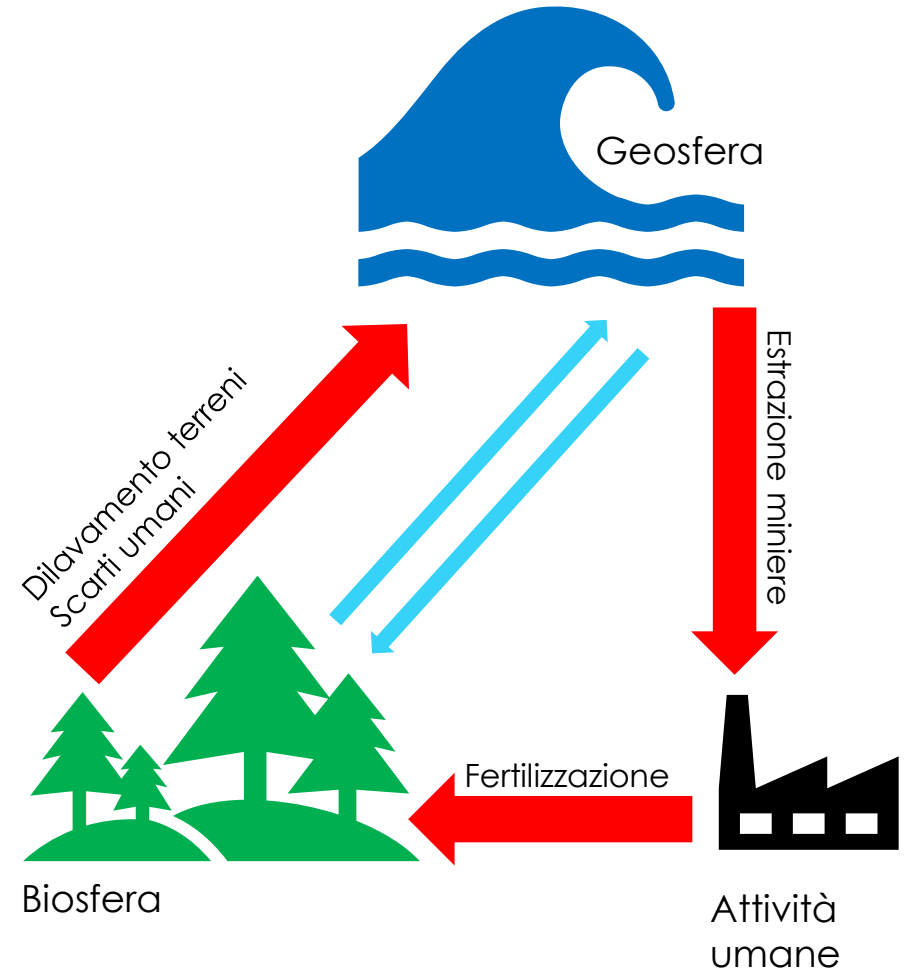 Geosfera
Dilavamento terreni
Scarti umani
Estrazione miniere
Fertilizzazione
Biosfera
Attività
umane